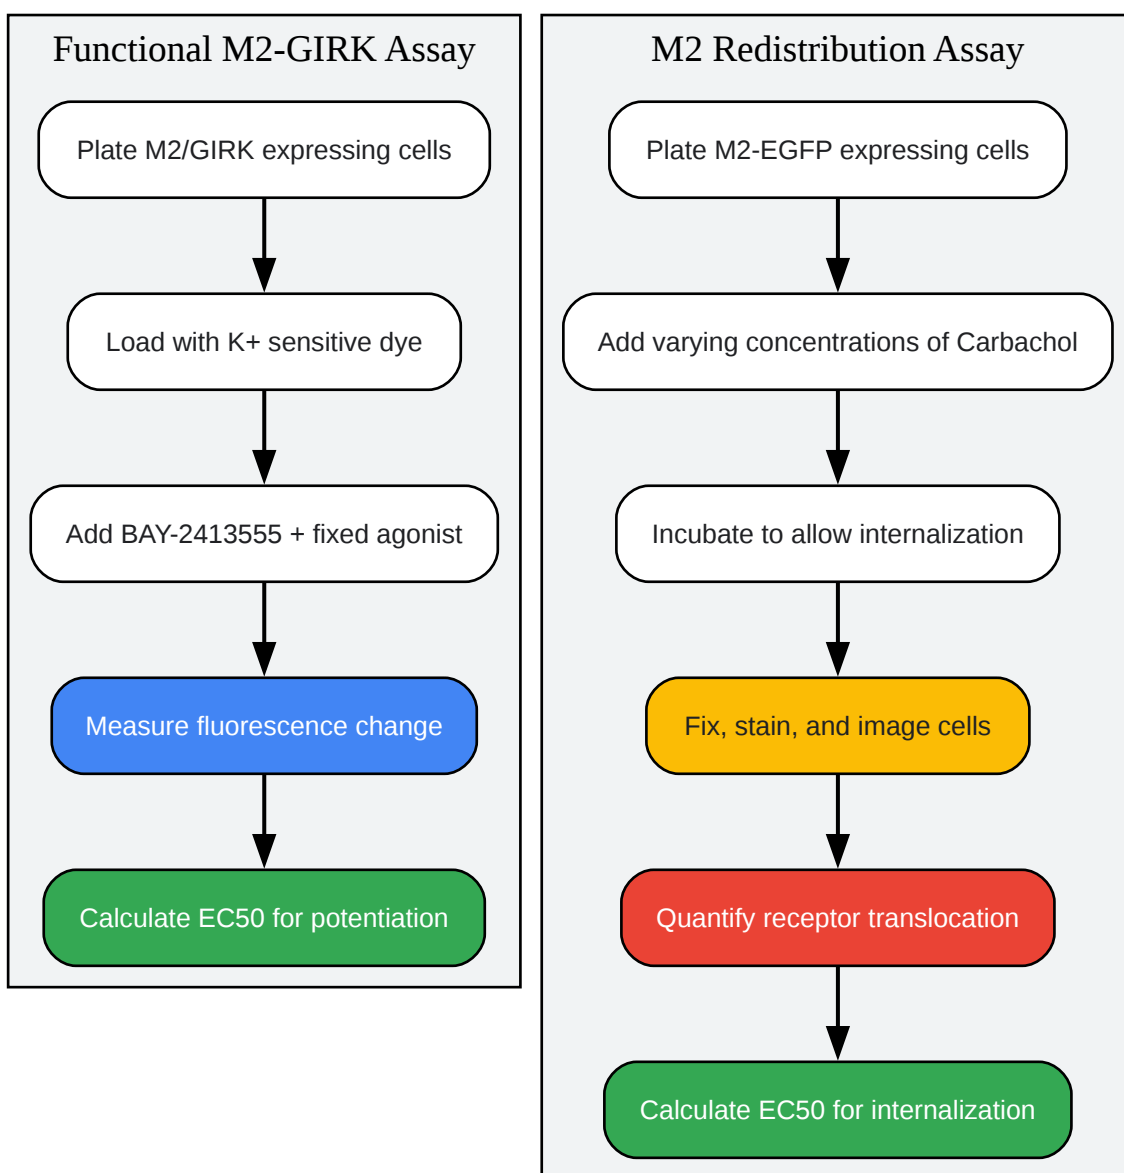 Functional M2-GIRK Assay
Plate M2/GIRK expressing cells
Load with K+ sensitive dye
Add BAY-2413555 + fixed agonist
Measure fluorescence change
Calculate EC50 for potentiation
M2 Redistribution Assay
Plate M2-EGFP expressing cells
Add varying concentrations of Carbachol
Incubate to allow internalization
Fix, stain, and image cells
Quantify receptor translocation
Calculate EC50 for internalization